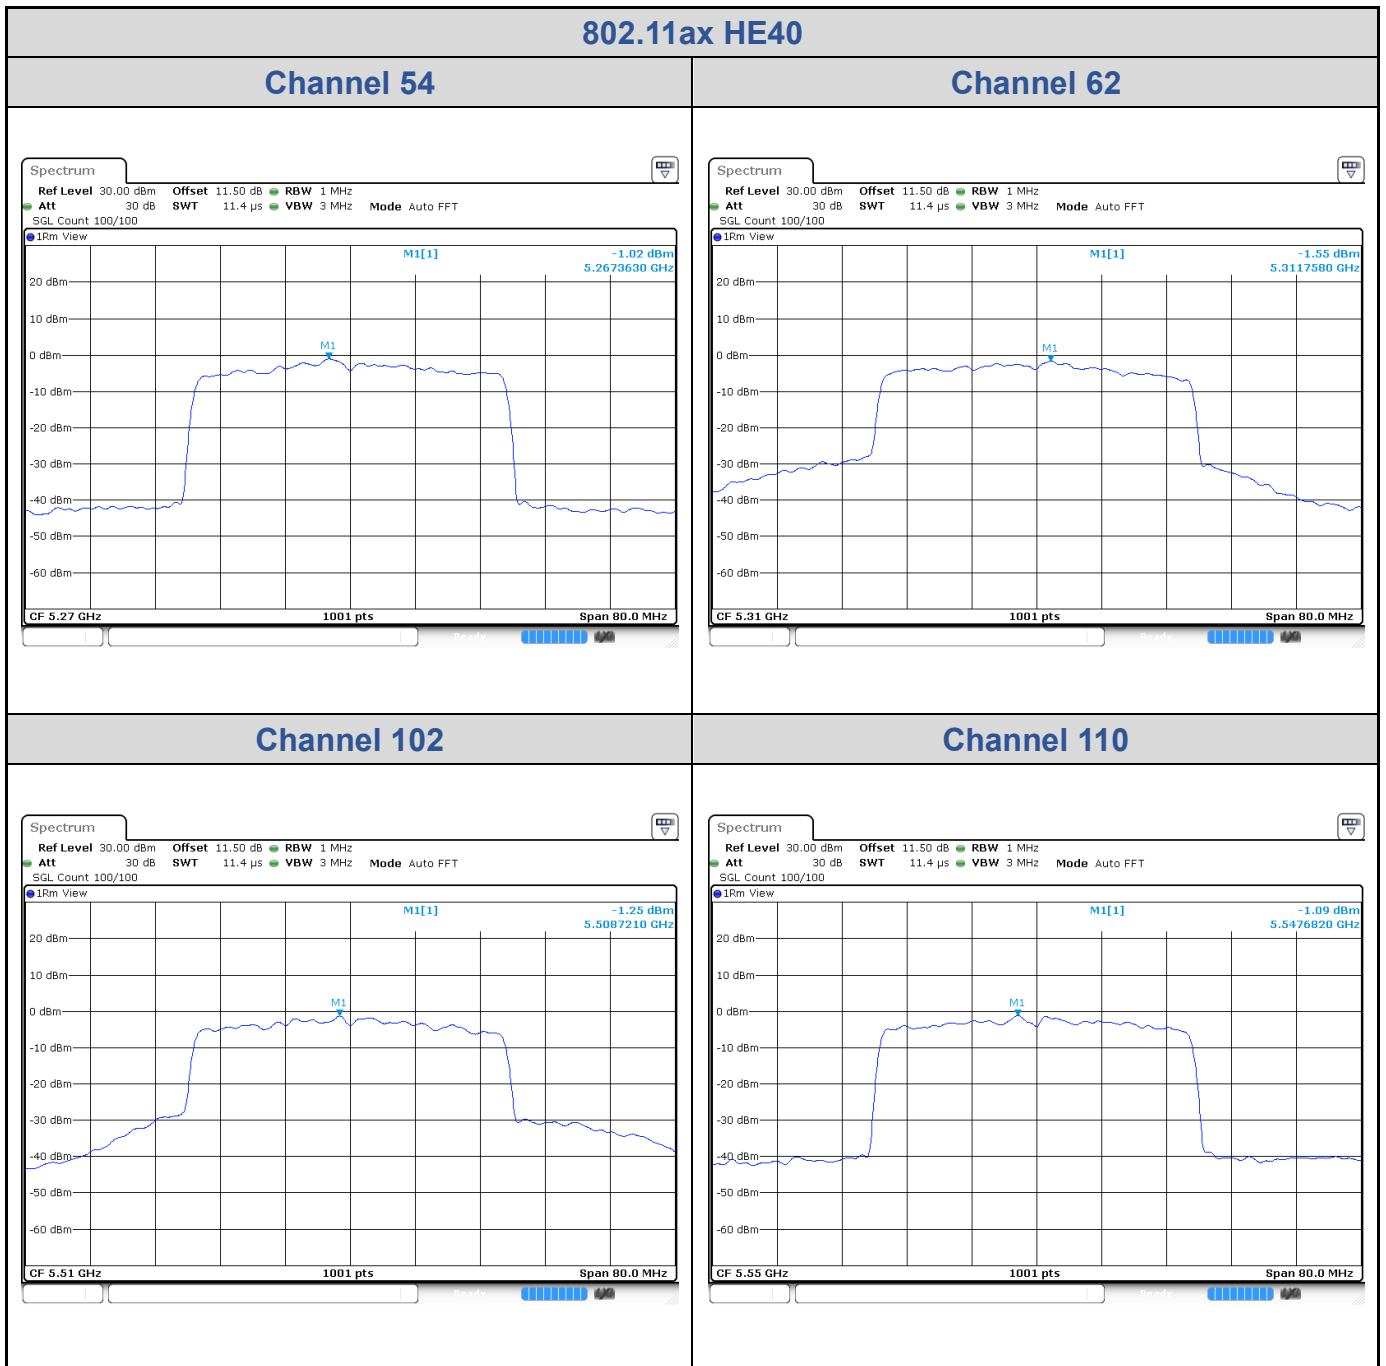 802.11ax HE40
Channel 54
Channel 62
Spectrum
Ref Level 30.00 dBm Offset 11.50 dB RBW 1 MHz
Att 30 dB SWT 11.4 µs VBW 3 MHz Mode Auto FFT
SGL Count 100/100
1Rm View
M1[1] -1.02 dBm
5.2673630 GHz
20 dBm
10 dBm
M1
0 dBm
-10 dBm
-20 dBm
-30 dBm
-40 dBm
-50 dBm
-60 dBm
CF 5.27 GHz 1001 pts Span 80.0 MHz
Ready
Spectrum
Ref Level 30.00 dBm Offset 11.50 dB RBW 1 MHz
Att 30 dB SWT 11.4 µs VBW 3 MHz Mode Auto FFT
SGL Count 100/100
1Rm View
M1[1] -1.55 dBm
5.3117580 GHz
20 dBm
10 dBm
M1
0 dBm
-10 dBm
-20 dBm
-30 dBm
-40 dBm
-50 dBm
-60 dBm
CF 5.31 GHz 1001 pts Span 80.0 MHz
Ready
Channel 102
Channel 110
Spectrum
Ref Level 30.00 dBm Offset 11.50 dB RBW 1 MHz
Att 30 dB SWT 11.4 µs VBW 3 MHz Mode Auto FFT
SGL Count 100/100
1Rm View
M1[1] -1.25 dBm
5.5087210 GHz
20 dBm
10 dBm
M1
0 dBm
-10 dBm
-20 dBm
-30 dBm
-40 dBm
-50 dBm
-60 dBm
CF 5.51 GHz 1001 pts Span 80.0 MHz
Ready
Spectrum
Ref Level 30.00 dBm Offset 11.50 dB RBW 1 MHz
Att 30 dB SWT 11.4 µs VBW 3 MHz Mode Auto FFT
SGL Count 100/100
1Rm View
M1[1] -1.09 dBm
5.5476820 GHz
20 dBm
10 dBm
M1
0 dBm
-10 dBm
-20 dBm
-30 dBm
-40 dBm
-50 dBm
-60 dBm
CF 5.55 GHz 1001 pts Span 80.0 MHz
Ready